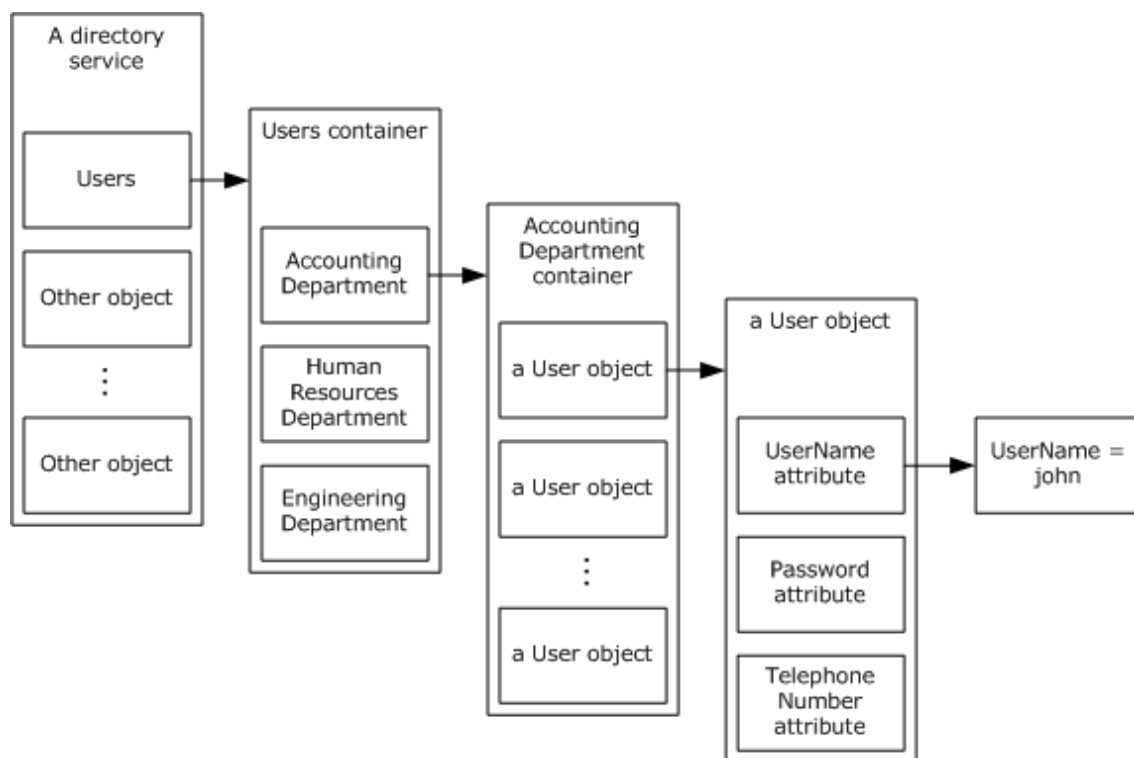 A directory
service
Users
Other object
⋮
Other object
Users container
Accounting
Department
Human
Resources
Department
Engineering
Department
Accounting
Department
container
a User object
a User object
⋮
a User object
a User object
UserName
attribute
Password
attribute
Telephone
Number
attribute
UserName =
john